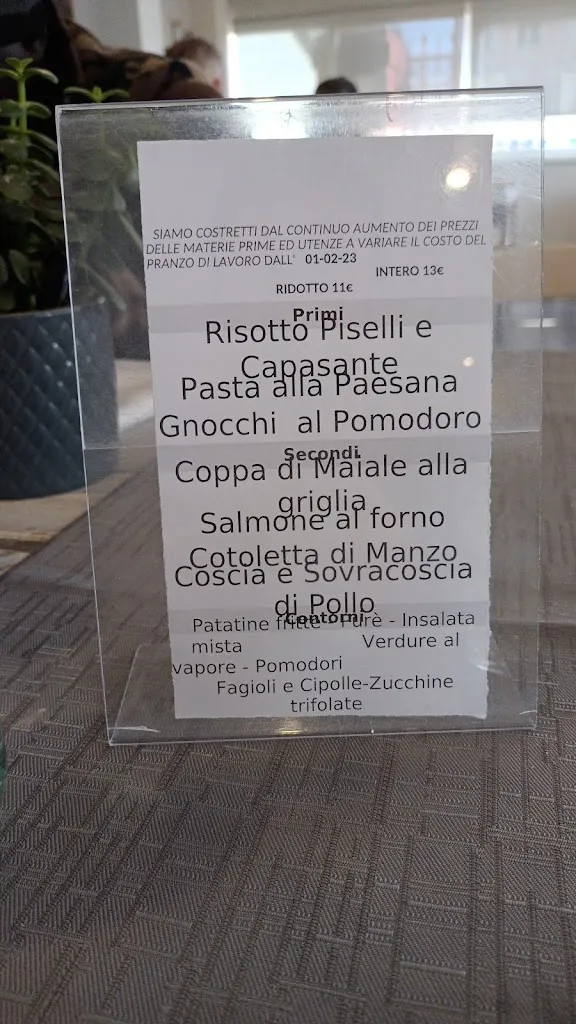 SIAMO COSTRETTI DAL CONTINUO AUMENTO DEI PREZZI
DELLE MATERIE PRIME ED UTENZE A VARIARE IL COSTO DEL
PRANZO DI LAVORO DALL' 01-02-23
INTERO 13€
RIDOTTO 11€
Primi
Risotto Piselli e
Capasante
Pasta alla Paesana
Gnocchi al Pomodoro
Secondi
Coppa di Maiale alla
griglia
Salmone al forno
Cotoletta di Manzo
Coscia e Sovracoscia
di Pollo
Contorni
Patatine fritte - Purè - Insalata
mista Verdure al
vapore - Pomodori
Fagioli e Cipolle-Zucchine
trifolate